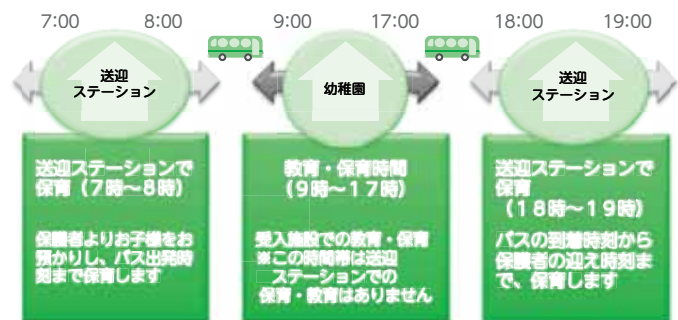 7:00
8:00
9:00
17:00
18:00
19:00
送迎
ステーション
幼稚園
送迎
ステーション
送迎ステーションで
保育（７時～８時）
保護者よりお子様をお
預かりし、バス出発時
刻まで保育します
教育・保育時間
（９時～１７時）
受入施設での教育・保育
※この時間帯は送迎
ステーションでの
保育・教育はありません
送迎ステーションで
保育
（１８時～１９時）
バスの到着時刻から
保護者の迎え時刻ま
で、保育します